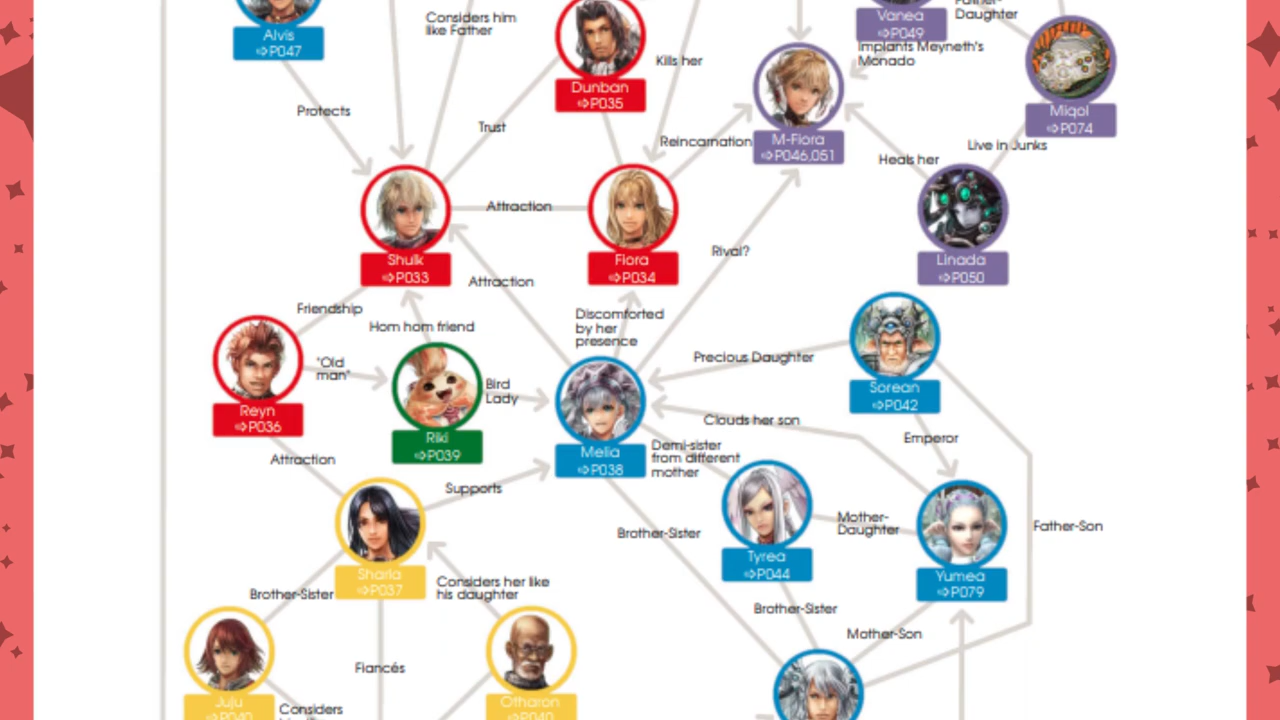 Alvis
⇨P047
Considers him
like Father
Dunban
⇨P035
Kills her
Vanea
⇨P049
Father-
Daughter
Implants Meyneth's
Monado
Miqol
⇨P074
Protects
Trust
Reincarnation
M-Fiora
⇨P046,051
Live in Junks
Heals her
Attraction
Shulk
⇨P033
Fiora
⇨P034
Rival?
Linada
⇨P050
Attraction
Friendship
Hom hom friend
Discomforted
by her
presence
Precious Daughter
Reyn
⇨P036
"Old
man"
Riki
⇨P039
Bird
Lady
Melia
⇨P038
Sorean
⇨P042
Clouds her son
Emperor
Demi-sister
from different
mother
Attraction
Supports
Brother-Sister
Tyrea
⇨P044
Mother-
Daughter
Yumea
⇨P079
Father-Son
Sharla
⇨P037
Considers her like
his daughter
Brother-Sister
Brother-Sister
Mother-Son
Fiancés
Juju
⇨P040
Considers
Otharon
⇨P040